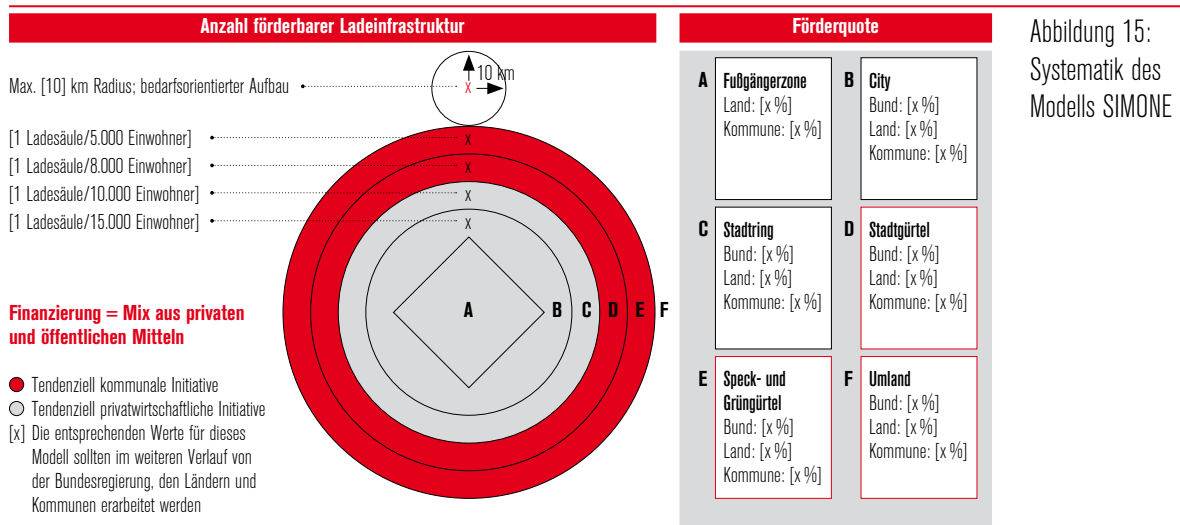 Anzahl förderbarer Ladeinfrastruktur
10 km
Max. [10] km Radius; bedarfsorientierter Aufbau
X
[1 Ladesäule/5.000 Einwohner]
X
[1 Ladesäule/8.000 Einwohner]
X
[1 Ladesäule/10.000 Einwohner]
X
[1 Ladesäule/15.000 Einwohner]
X
A B C D E F
Finanzierung = Mix aus privaten
und öffentlichen Mitteln
Tendenziell kommunale Initiative
Tendenziell privatwirtschaftliche Initiative
[x] Die entsprechenden Werte für dieses
Modell sollten im weiteren Verlauf von
der Bundesregierung, den Ländern und
Kommunen erarbeitet werden
Förderquote
A Fußgängerzone
Land: [x %]
Kommune: [x %]
B City
Bund: [x %]
Land: [x %]
Kommune: [x %]
C Stadtring
Bund: [x %]
Land: [x %]
Kommune: [x %]
D Stadtgürtel
Bund: [x %]
Land: [x %]
Kommune: [x %]
E Speck- und
Grüngürtel
Bund: [x %]
Land: [x %]
Kommune: [x %]
F Umland
Bund: [x %]
Land: [x %]
Kommune: [x %]
Abbildung 15:
Systematik des
Modells SIMONE